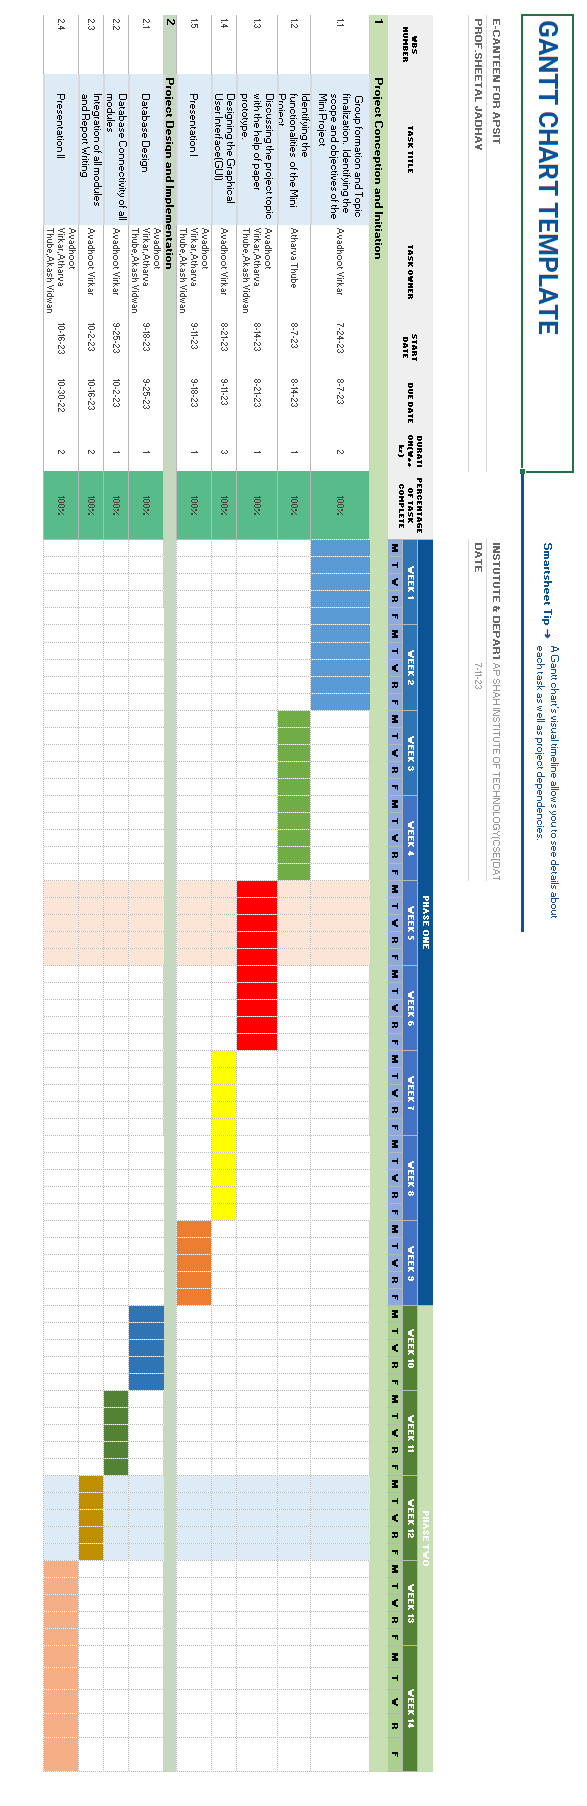 GANTT CHART TEMPLATE
Smartsheet Tip ➔
A Gantt chart's visual timeline allows you to see details about
each task as well as project dependencies.
E-CANTEEN FOR APSIT
INSTUTUTE & DEPART AP SHAH INSTITUTE OF TECHNOLOGY(CSE(DAT
PROF.SHEETAL JADHAV
DATE 7-11-23
PHASE ONE
PHASE TWO
WBS
NUMBER
TASK TITLE
TASK OWNER
START
DATE
DUE DATE
DURATI
ON(Wee
ks)
PERCENTAGE
OF TASK
COMPLETE
WEEK 1 WEEK 2 WEEK 3 WEEK 4 WEEK 5 WEEK 6 WEEK 7 WEEK 8 WEEK 9 WEEK 10 WEEK 11 WEEK 12 WEEK 13 WEEK 14
M T W R F M T W R F M T W R F M T W R F M T W R F M T W R F M T W R F M T W R F M T W R F M T W R F M T W R F M T W R F M T W R F M T W R F
1 Project Conception and Initiation
1.1
Group formation and Topic
finalization. Identifying the
scope and objectives of the
Mini Project
Avadhoot Virkar 7-24-23 8-7-23 2 100%
1.2
Identifying the
functionalities of the Mini
Project
Atharva Thube 8-7-23 8-14-23 1 100%
1.3
Discussing the project topic
with the help of paper
prototype.
Avadhoot
Virkar,Atharva
Thube,Akash Vidwan
8-14-23 8-21-23 1 100%
1.4
Designing the Graphical
User Interface(GUI)
Avadhoot Virkar 8-21-23 9-11-23 3 100%
1.5
Presentation I
Avadhoot
Virkar,Atharva
Thube,Akash Vidwan
9-11-23 9-18-23 1 100%
2 Project Design and Implementation
2.1
Database Design
Avadhoot
Virkar,Atharva
Thube,Akash Vidwan
9-18-23 9-25-23 1 100%
2.2
Database Connectivity of all
modules
Avadhoot Virkar 9-25-23 10-2-23 1 100%
2.3
Integration of all modules
and Report Writing
Avadhoot Virkar 10-2-23 10-16-23 2 100%
2.4
Presentation II
Avadhoot
Virkar,Atharva
Thube,Akash Vidwan
10-16-23 10-30-22 2 100%